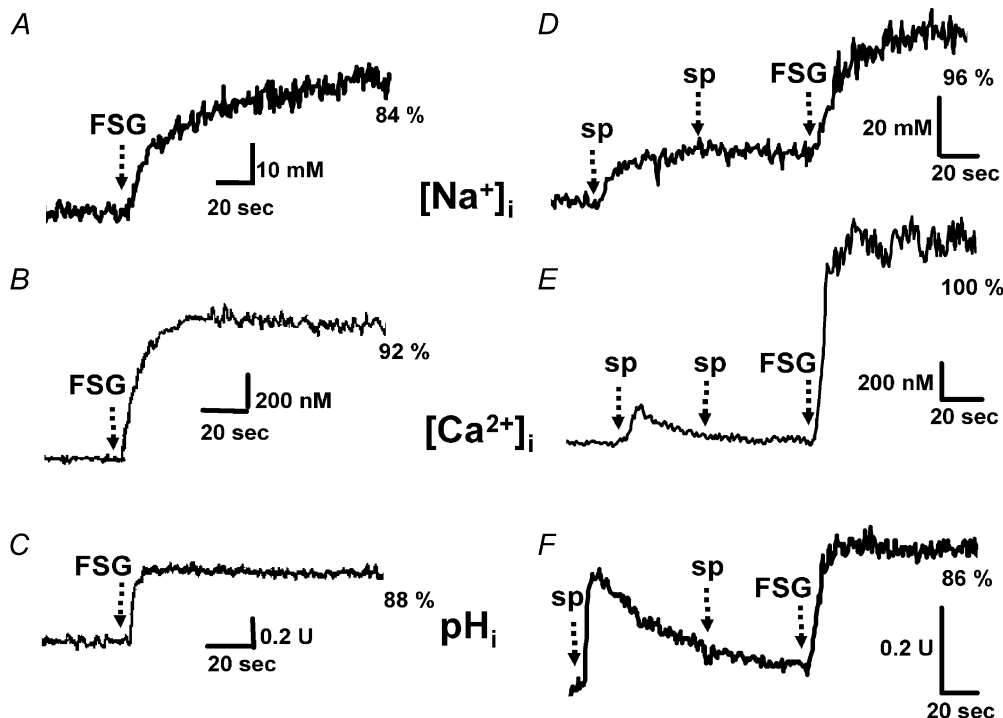 A
FSG
84 %
10 mM
20 sec
[Na⁺]ᵢ
D
sp
sp
FSG
96 %
20 mM
20 sec
B
FSG
92 %
200 nM
20 sec
[Ca²⁺]ᵢ
E
sp
sp
FSG
100 %
200 nM
20 sec
C
FSG
88 %
0.2 U
20 sec
pHᵢ
F
sp
sp
FSG
86 %
0.2 U
20 sec